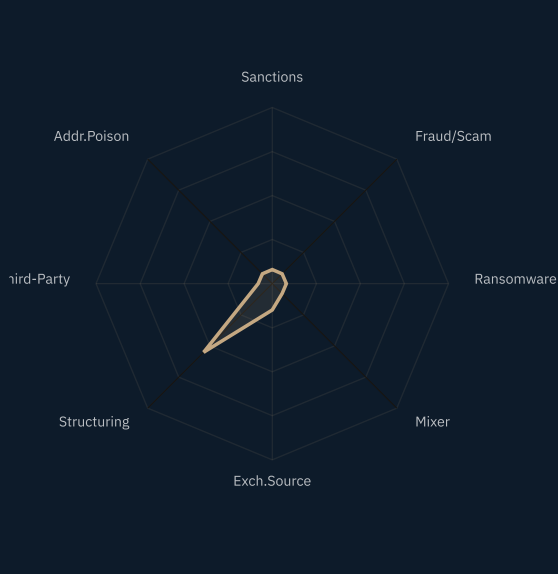 Sanctions
Addr.Poison
Fraud/Scam
hird-Party
Ransomware
Structuring
Mixer
Exch.Source